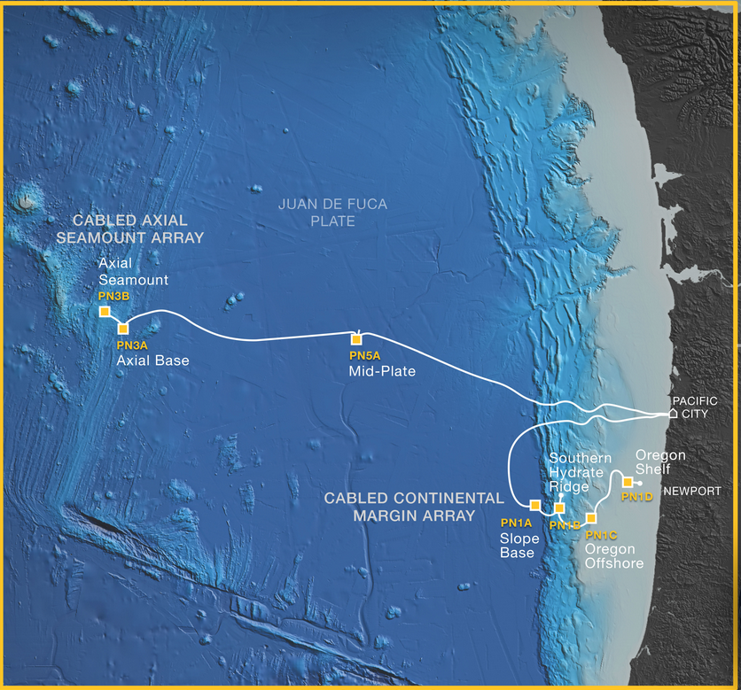 JUAN DE FUCA
PLATE
CABLED AXIAL
SEAMOUNT ARRAY
Axial
Seamount
PN3B
PN3A
Axial Base
PN5A
Mid-Plate
PACIFIC
CITY
Southern
Hydrate
Ridge
Oregon
Shelf
NEWPORT
PN1D
CABLED CONTINENTAL
MARGIN ARRAY
PN1A
Slope
Base
PN1B
PN1C
Oregon
Offshore